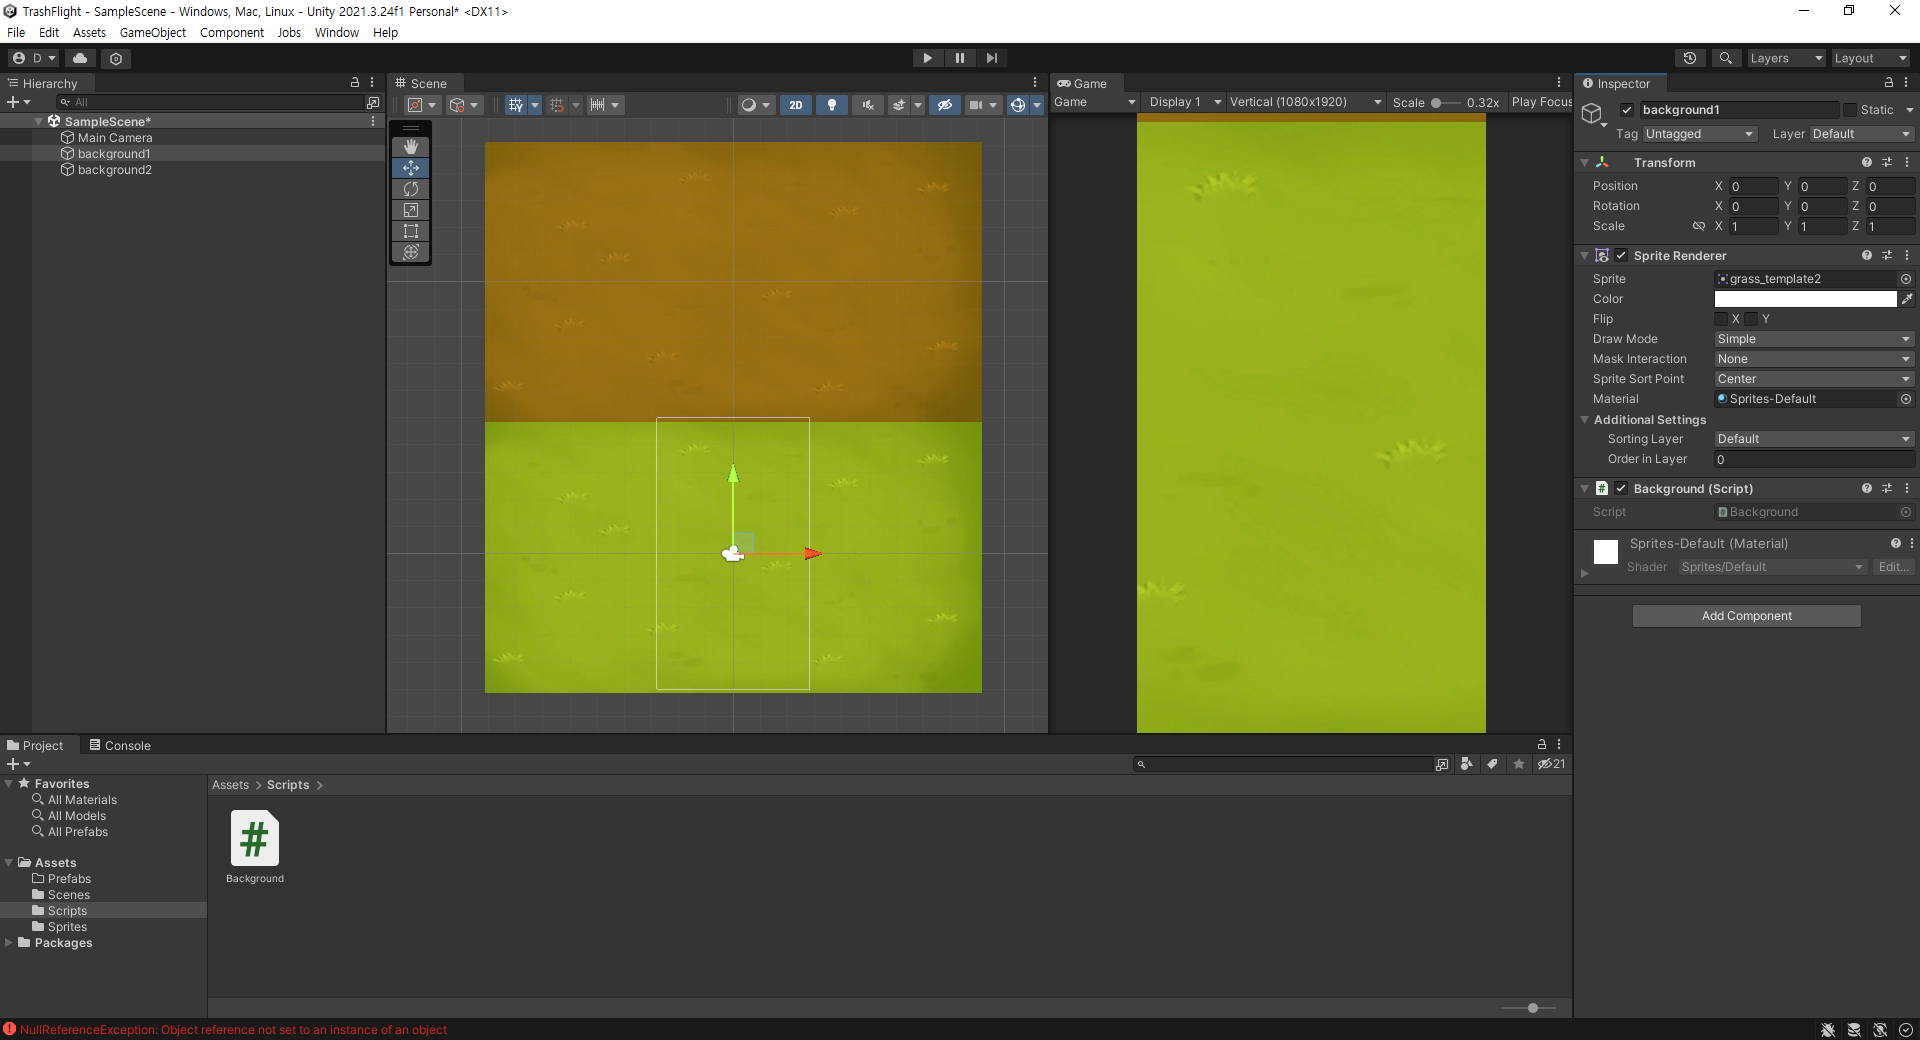 TrashFlight - SampleScene - Windows, Mac, Linux - Unity 2021.3.24f1 Personal* <DX11>
File Edit Assets GameObject Component Jobs Window Help
D Layers Layout
Hierarchy
All
SampleScene*
Main Camera
background1
background2
Scene
2D
Game
Game Display 1 Vertical (1080x1920) Scale 0.32x Play Focus
Inspector
background1 Static
Tag Untagged Layer Default
Transform
Position X 0 Y 0 Z 0
Rotation X 0 Y 0 Z 0
Scale X 1 Y 1 Z 1
Sprite Renderer
Sprite grass_template2
Color
Flip X Y
Draw Mode Simple
Mask Interaction None
Sprite Sort Point Center
Material Sprites-Default
Additional Settings
Sorting Layer Default
Order in Layer 0
# Background (Script)
Script Background
Sprites-Default (Material)
Shader Sprites/Default Edit...
Add Component
Project Console
21
Favorites
All Materials
All Models
All Prefabs
Assets
Prefabs
Scenes
Scripts
Sprites
Packages
Assets > Scripts >
#
Background
NullReferenceException: Object reference not set to an instance of an object